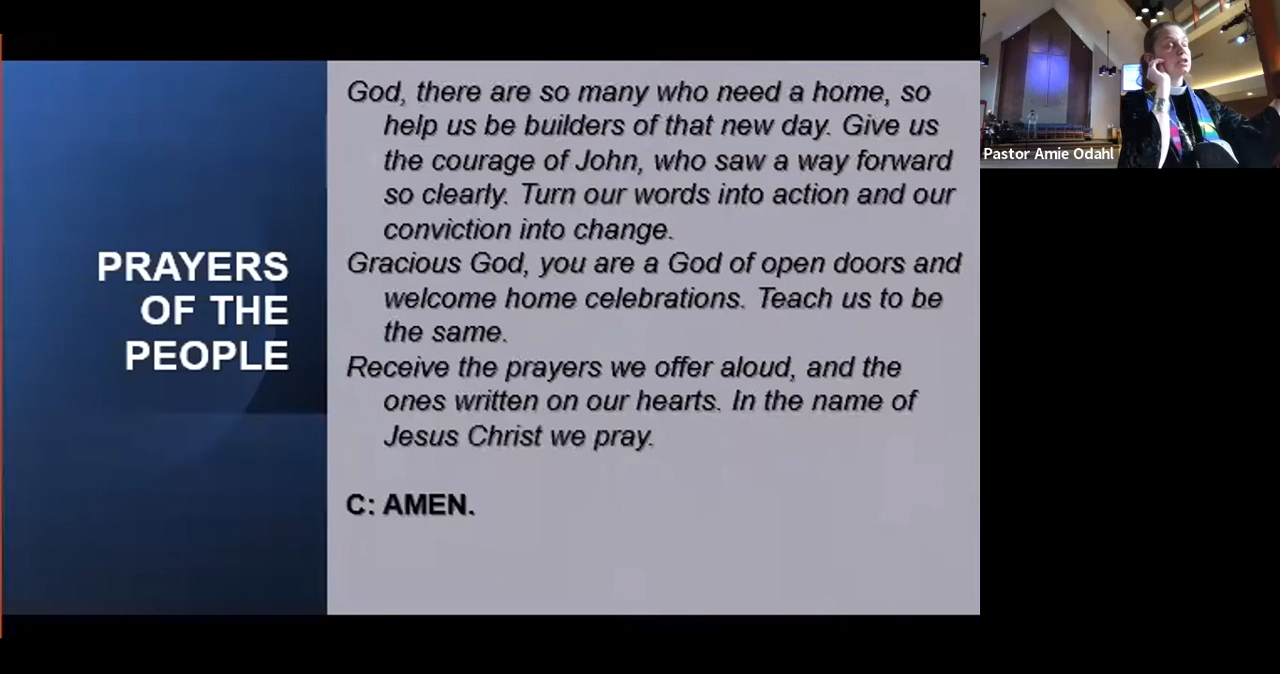 PRAYERS
OF THE
PEOPLE
God, there are so many who need a home, so
help us be builders of that new day. Give us
the courage of John, who saw a way forward
so clearly. Turn our words into action and our
conviction into change.
Gracious God, you are a God of open doors and
welcome home celebrations. Teach us to be
the same.
Receive the prayers we offer aloud, and the
ones written on our hearts. In the name of
Jesus Christ we pray.
C: AMEN.
Pastor Amie Odahl